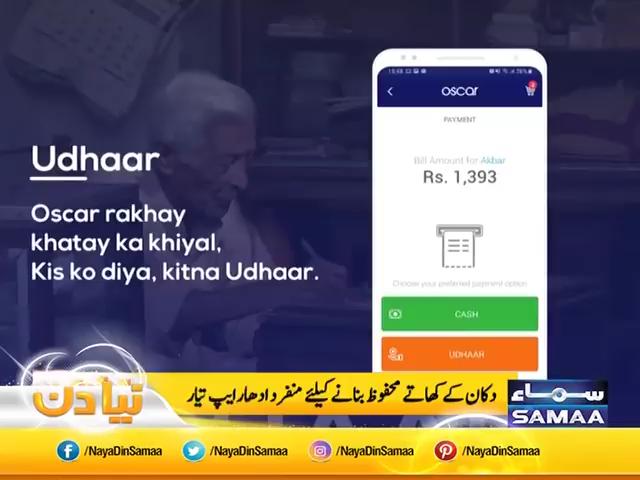 Udhaar
Oscar rakhay
khatay ka khiyal,
Kis ko diya, kitna Udhaar.
oscar
PAYMENT
Bill Amount for Akbar
Rs. 1,393
Choose your preferred payment option
CASH
UDHAAR
نیا دن
دکان کے کھاتے محفوظ بنانے کیلئے منفرد ادھار ایپ تیار
سماء
SAMAA
/NayaDinSamaa
/NayaDinSamaa
/NayaDinSamaa
/NayaDinSamaa